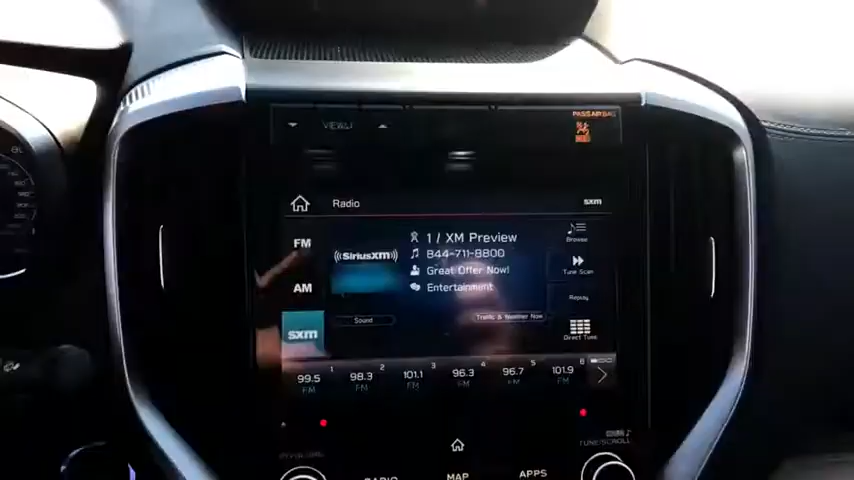 VIEW
PASS AIRBAG
Radio
sxm
FM
AM
sxm
((SiriusXM))
1 / XM Preview
844-711-8800
Great Offer Now!
Entertainment
Browse
Tune Scan
Replay
Direct Tune
Sound
Traffic & Weather Now
1 2 3 4 5 6
99.5 98.3 101.1 96.3 96.7 101.9
FM FM FM FM FM FM
TUNE/SCROLL
RADIO MAP APPS